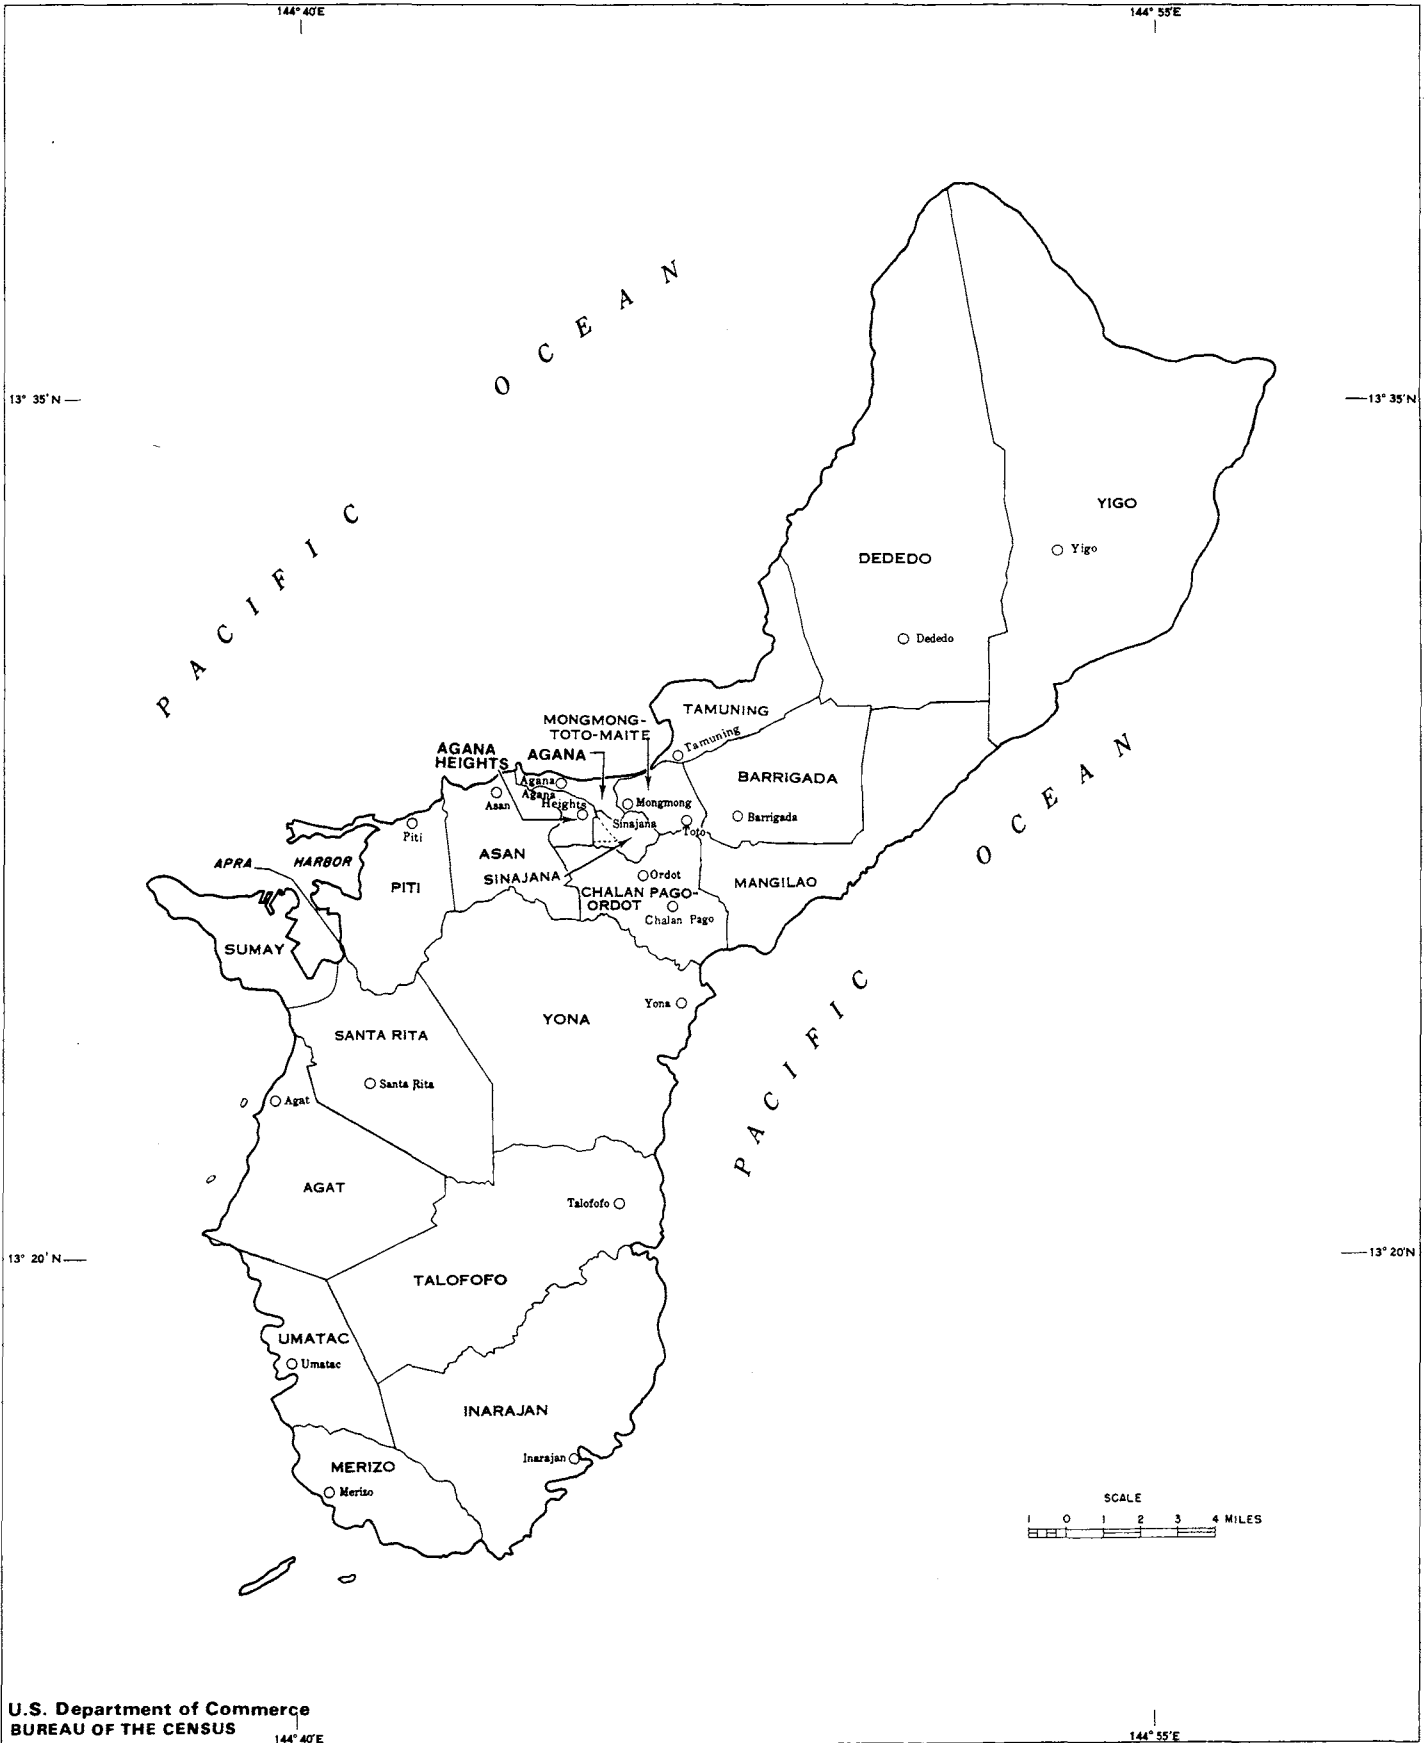 144° 40'E
144° 55'E
PACIFIC OCEAN
13° 35'N
13° 35'N
YIGO
Yigo
DEDEDO
Dededo
TAMUNING
Tamuning
MONGMONG-
TOTO-MAITE
AGANA
HEIGHTS
AGANA
BARRIGADA
Agana
Asan
Agana
Heights
Mongmong
Barrigada
Piti
Sinajana
Toto
ASAN
APRA
HARBOR
PITI
SINAJANA
Ordot
MANGILAO
CHALAN PAGO-
ORDOT
Chalan Pago
SUMAY
Yona
YONA
PACIFIC OCEAN
SANTA RITA
Santa Rita
Agat
AGAT
Talofofo
13° 20'N
13° 20'N
TALOFOFO
UMATAC
Umatac
INARAJAN
Inarajan
MERIZO
Merizo
SCALE
1 0 1 2 3 4 MILES
U.S. Department of Commerce
BUREAU OF THE CENSUS
144° 40'E
144° 55'E